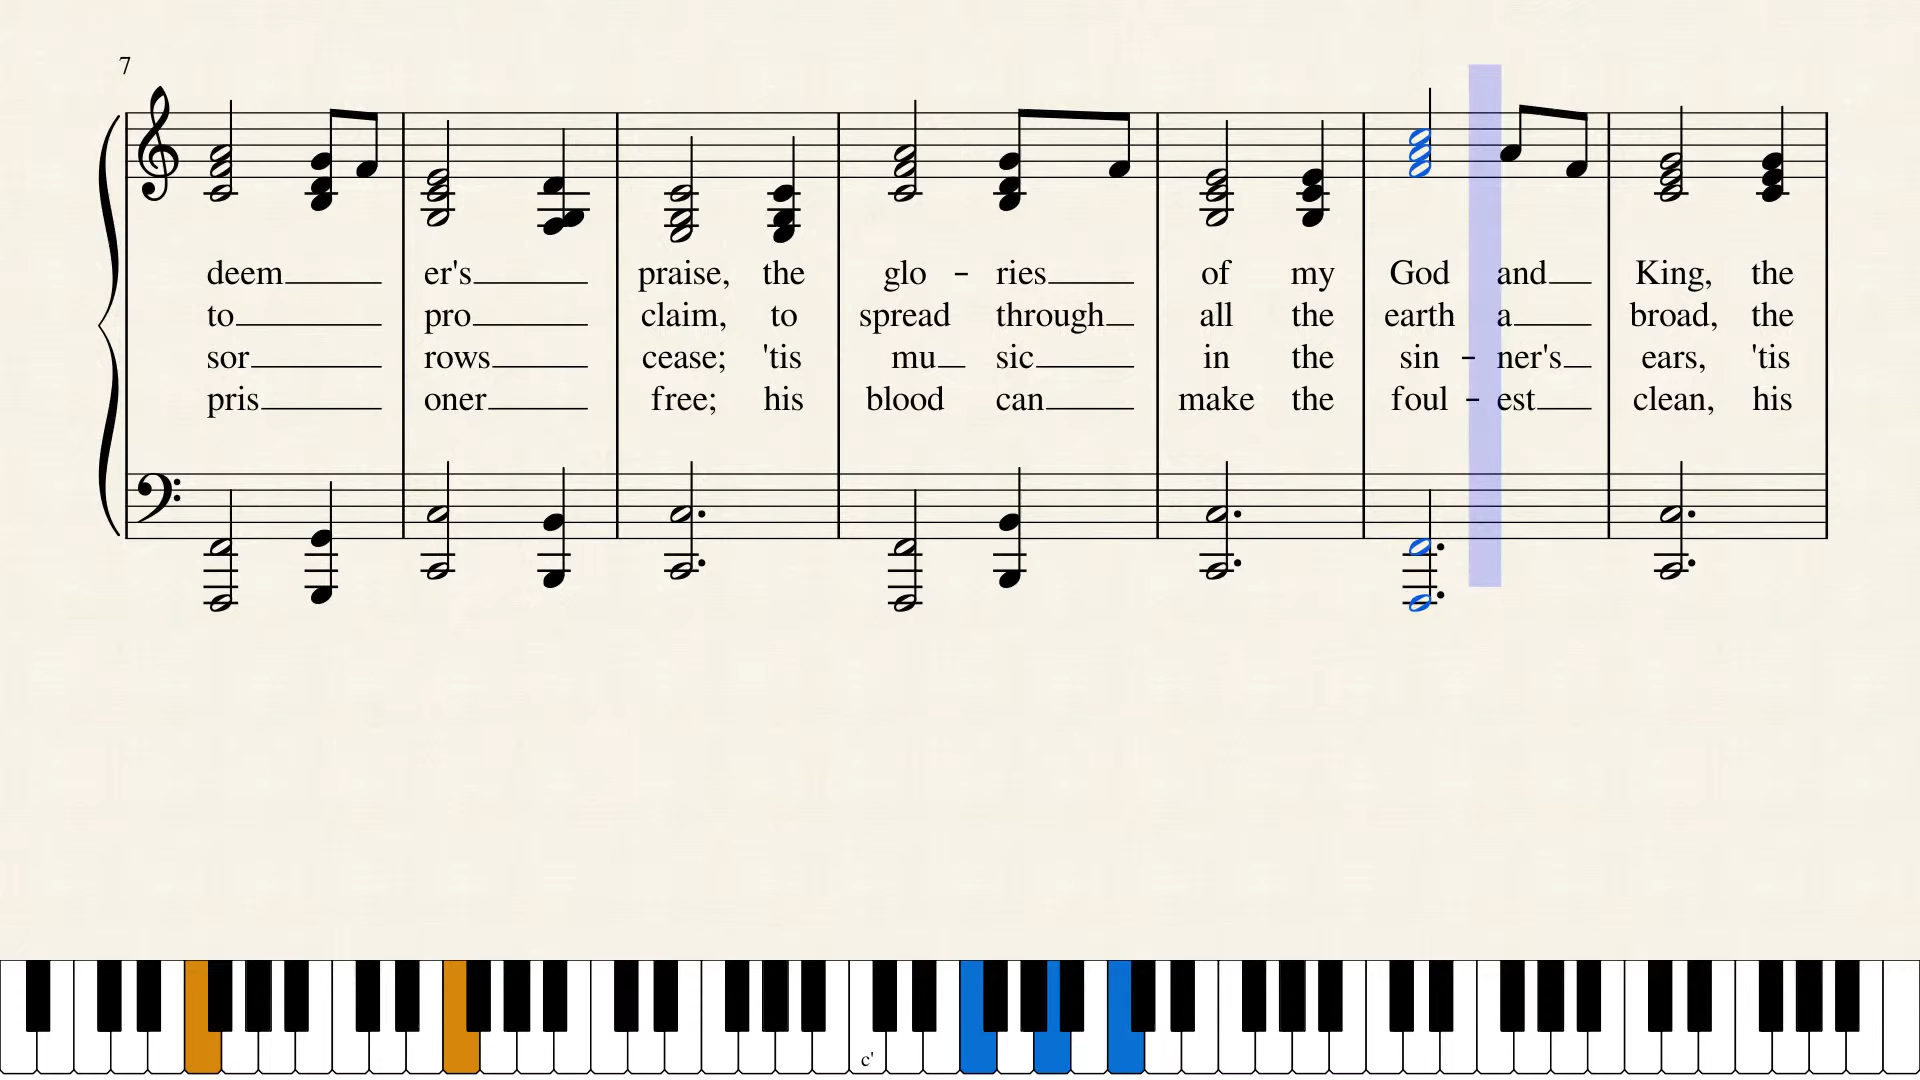 7
deem er's praise, the glo - ries of my God and King, the
to pro claim, to spread through all the earth a broad, the
sor rows cease; 'tis mu sic in the sin - ner's ears, 'tis
pris oner free; his blood can make the foul - est clean, his
c'